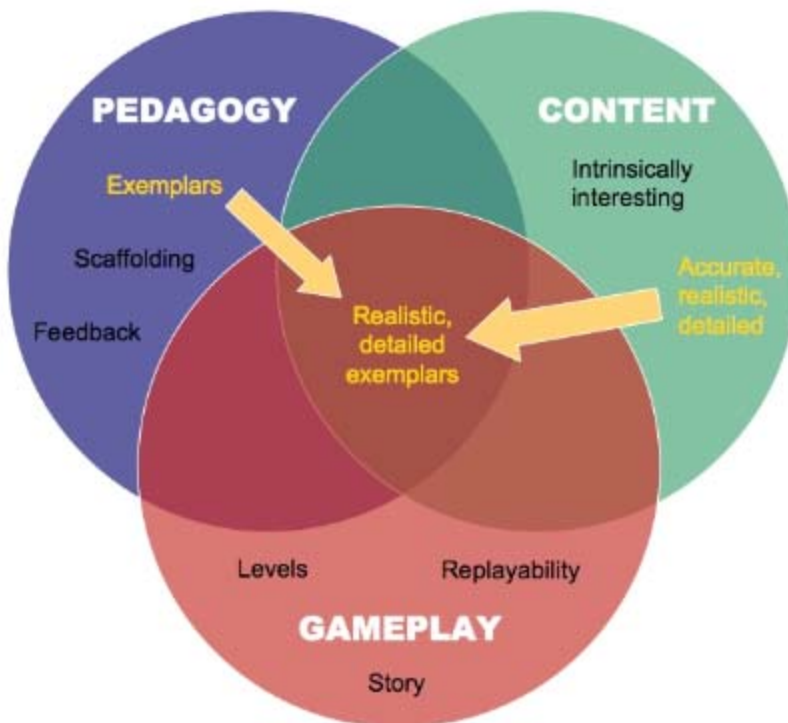 PEDAGOGY
Exemplars
Scaffolding
Feedback
CONTENT
Intrinsically
interesting
Accurate,
realistic,
detailed
Realistic,
detailed
exemplars
Levels
Replayability
GAMEPLAY
Story